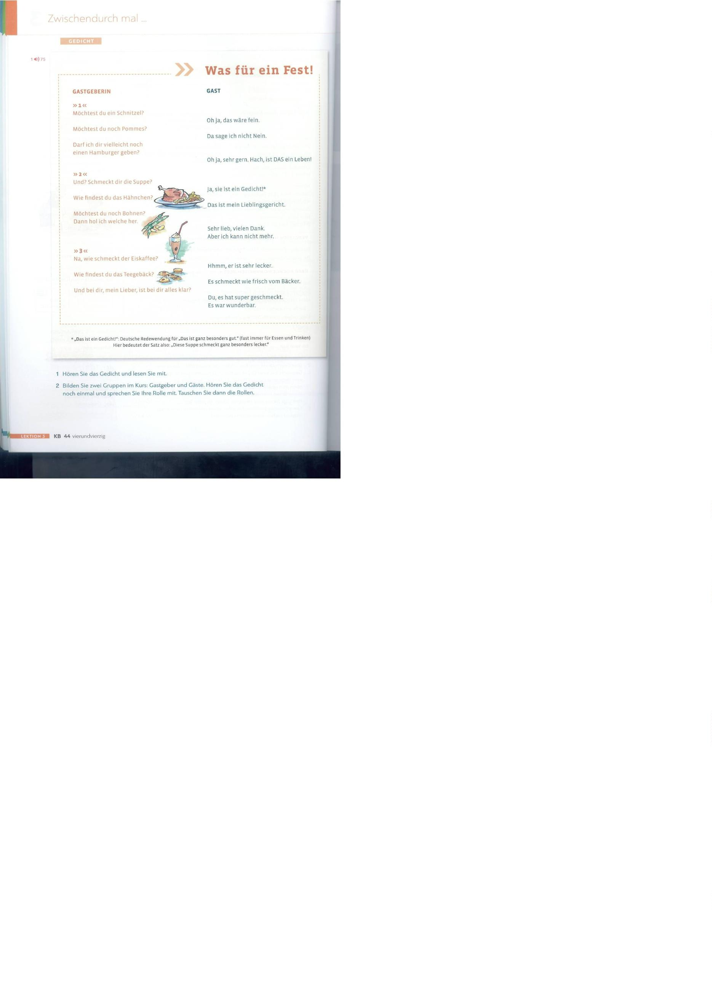 Zwischendurch mal ...
GEDICHT
1 75
Was für ein Fest!
GASTGEBERIN
GAST
»1«
Möchtest du ein Schnitzel?
Oh ja, das wäre fein.
Möchtest du noch Pommes?
Da sage ich nicht Nein.
Darf ich dir vielleicht noch
einen Hamburger geben?
Oh ja, sehr gern. Hach, ist DAS ein Leben!
»2«
Und? Schmeckt dir die Suppe?
Ja, sie ist ein Gedicht!*
Wie findest du das Hähnchen?
Das ist mein Lieblingsgericht.
Möchtest du noch Bohnen?
Dann hol ich welche her.
Sehr lieb, vielen Dank.
Aber ich kann nicht mehr.
»3«
Na, wie schmeckt der Eiskaffee?
Hhmm, er ist sehr lecker.
Wie findest du das Teegebäck?
Es schmeckt wie frisch vom Bäcker.
Und bei dir, mein Lieber, ist bei dir alles klar?
Du, es hat super geschmeckt.
Es war wunderbar.
* „Das ist ein Gedicht!“: Deutsche Redewendung für „Das ist ganz besonders gut.“ (fast immer für Essen und Trinken)
Hier bedeutet der Satz also: „Diese Suppe schmeckt ganz besonders lecker.“
1 Hören Sie das Gedicht und lesen Sie mit.
2 Bilden Sie zwei Gruppen im Kurs: Gastgeber und Gäste. Hören Sie das Gedicht
noch einmal und sprechen Sie Ihre Rolle mit. Tauschen Sie dann die Rollen.
LEKTION 3 KB 44 vierundvierzig